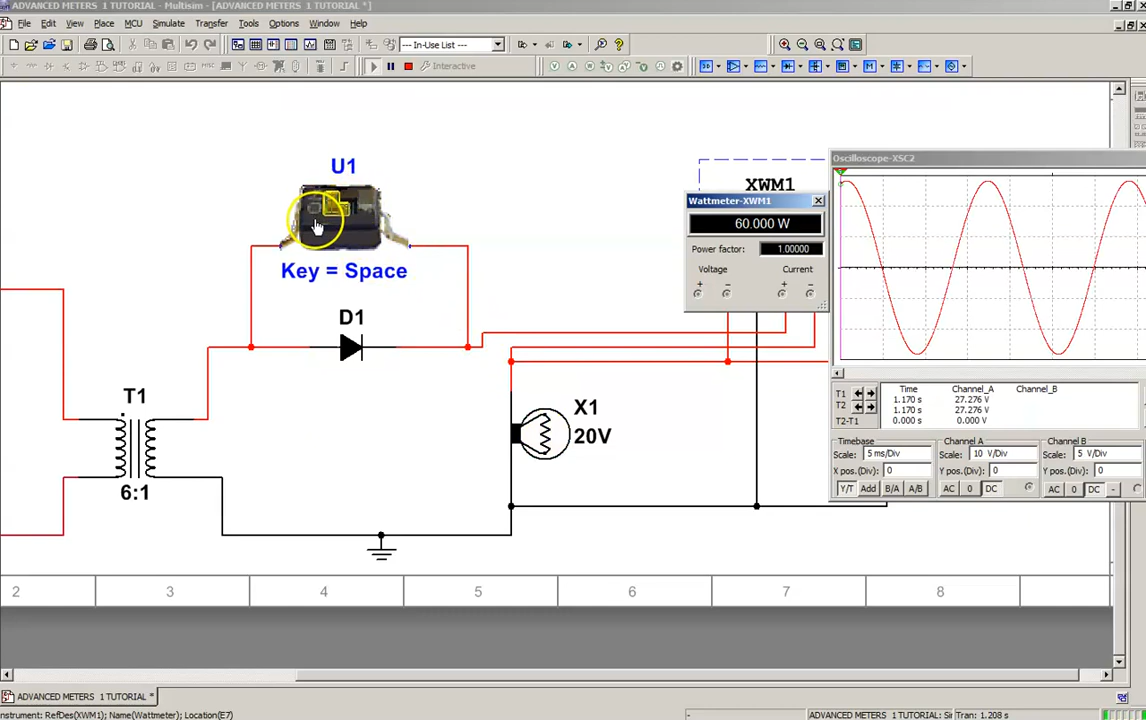 ADVANCED METERS 1 TUTORIAL - Multisim - [ADVANCED METERS 1 TUTORIAL *]
File Edit View Place MCU Simulate Transfer Tools Options Window Help
--- In-Use List ---
Interactive
U1
Key = Space
D1
T1
6:1
X1
20V
XWM1
Wattmeter-XWM1
60.000 W
Power factor: 1.00000
Voltage Current
+ - + -
Oscilloscope-XSC2
Time Channel_A Channel_B
T1 1.170 s 27.276 V
T2 1.170 s 27.276 V
T2-T1 0.000 s 0.000 V
Timebase Channel A Channel B
Scale: 5 ms/Div Scale: 10 V/Div Scale: 5 V/Div
X pos.(Div): 0 Y pos.(Div): 0 Y pos.(Div): 0
Y/T Add B/A A/B AC 0 DC AC 0 DC -
2 3 4 5 6 7 8
ADVANCED METERS 1 TUTORIAL *
nstrument: RefDes(XWM1); Name(Wattmeter); Location(E7) - ADVANCED METERS 1 TUTORIAL: Sir Tran: 1.208 s